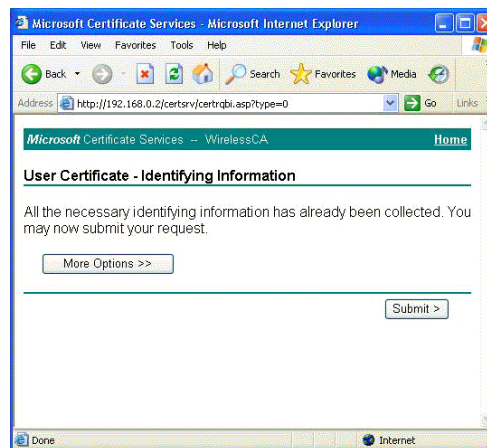 Microsoft Certificate Services - Microsoft Internet Explorer
File Edit View Favorites Tools Help
Back Search Favorites Media
Address http://192.168.0.2/certsrv/certrqbi.asp?type=0 Go Links
Microsoft Certificate Services -- WirelessCA Home
User Certificate - Identifying Information
All the necessary identifying information has already been collected. You
may now submit your request.
More Options >>
Submit >
Done Internet